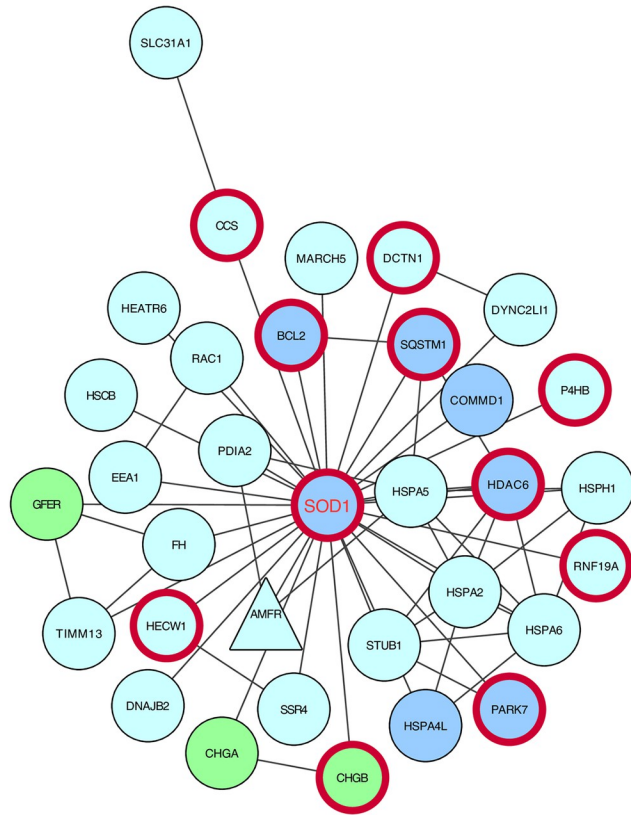 SLC31A1
CCS
MARCH5
DCTN1
HEATR6
DYNC2LI1
BCL2
SQSTM1
RAC1
P4HB
HSCB
COMMD1
PDIA2
EEA1
HSPA5
HDAC6
HSPH1
GFER
SOD1
FH
RNF19A
HSPA2
AMFR
TIMM13
HECW1
HSPA6
STUB1
DNAJB2
SSR4
HSPA4L
PARK7
CHGA
CHGB